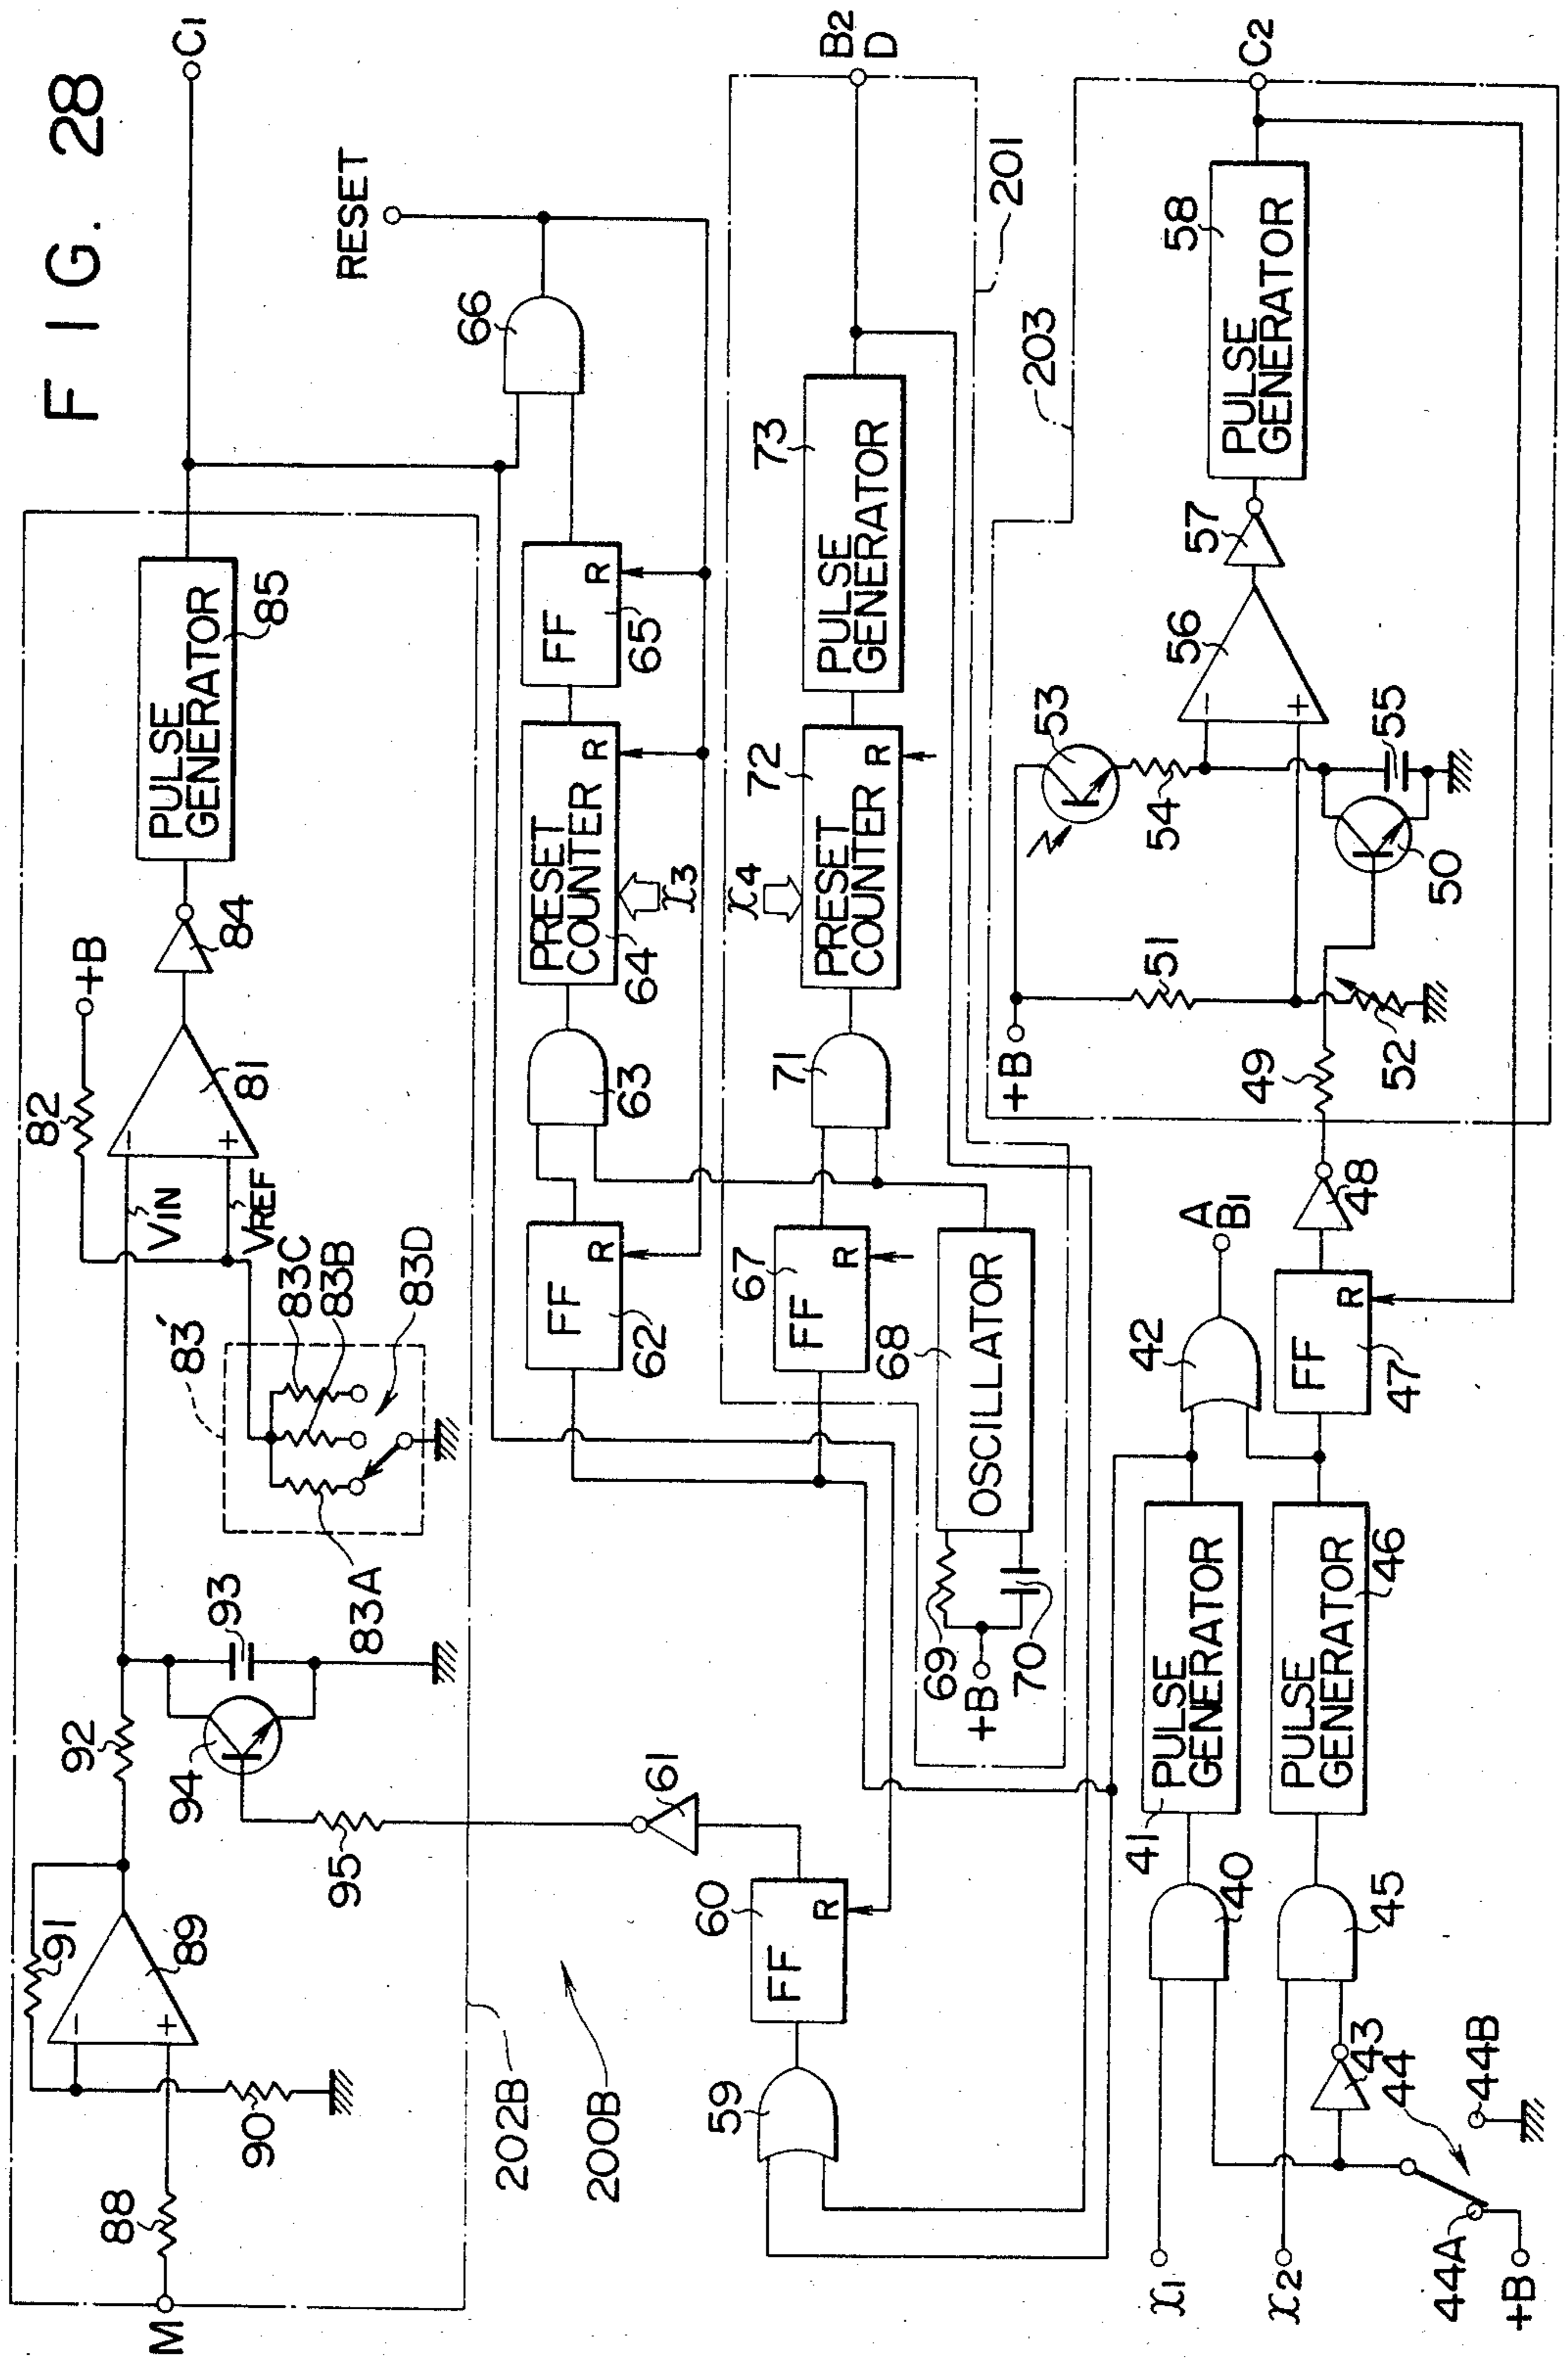 FIG. 28
M
88
90
91
89
92
94
95
93
83'
83A
83C
83B
83D
VIN
VREF
82
+B
81
84
PULSE
GENERATOR
85
C1
202B
200B
61
60
FF
R
59
FF
R
62
63
PRESET
COUNTER
R
64
x3
FF
R
65
66
RESET
67
FF
R
68
OSCILLATOR
69
+B
70
71
x4
72
PRESET
COUNTER
R
73
PULSE
GENERATOR
B2
D
201
203
+B
51
52
49
50
53
54
55
56
57
58
PULSE
GENERATOR
C2
x1
x2
44A
+B
44
44B
43
40
45
41
PULSE
GENERATOR
PULSE
GENERATOR
46
42
A
B1
FF
R
47
48